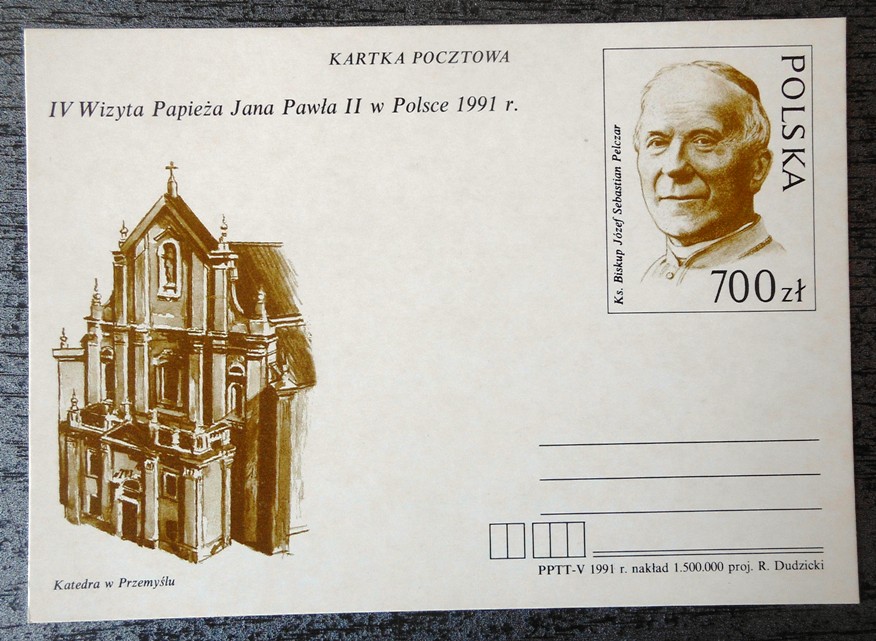 KARTKA POCZTOWA
IV Wizyta Papieża Jana Pawła II w Polsce 1991 r.
POLSKA
Ks. Biskup Józef Sebastian Pelczar
700 zł
Katedra w Przemyślu
PPTT-V 1991 r. nakład 1.500.000 proj. R. Dudzicki